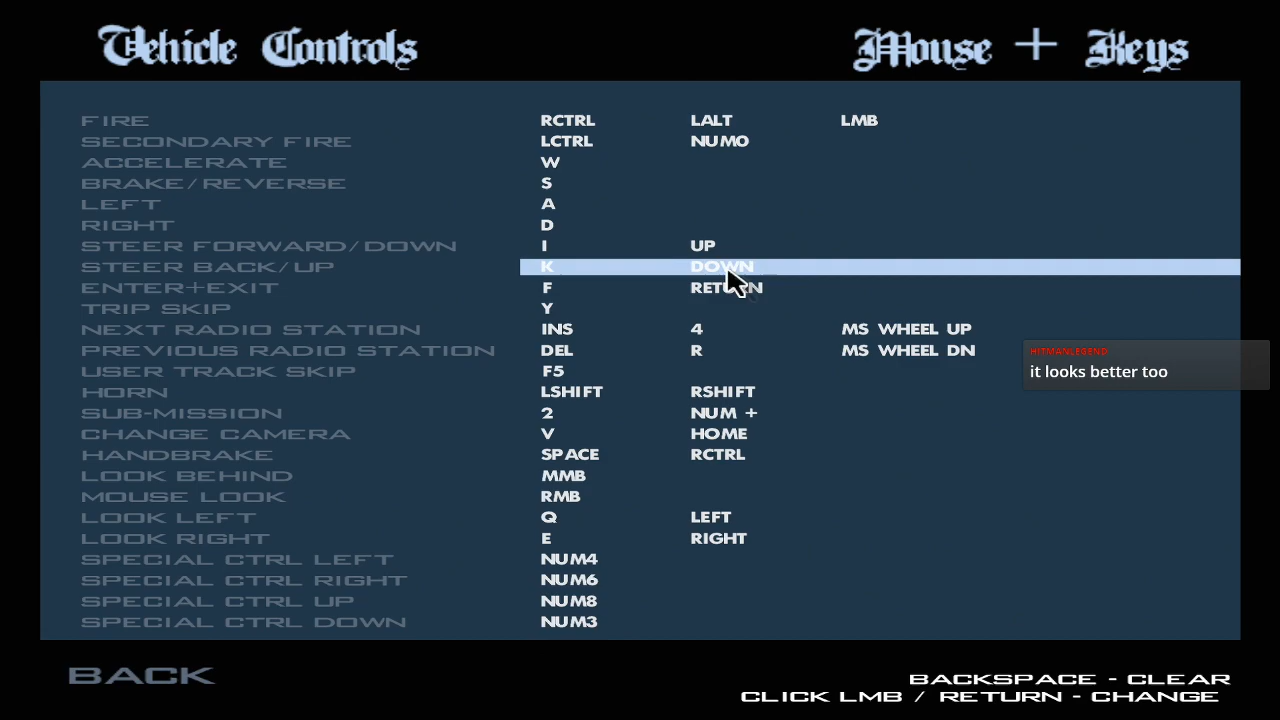 Vehicle Controls Mouse + Keys
FIRE RCTRL LALT LMB
SECONDARY FIRE LCTRL NUM0
ACCELERATE W
BRAKE/REVERSE S
LEFT A
RIGHT D
STEER FORWARD/DOWN I UP
STEER BACK/UP K DOWN
ENTER+EXIT F RETURN
TRIP SKIP Y
NEXT RADIO STATION INS 4 MS WHEEL UP
PREVIOUS RADIO STATION DEL R MS WHEEL DN
HITMANLEGEND
it looks better too
USER TRACK SKIP F5
HORN LSHIFT RSHIFT
SUB-MISSION 2 NUM +
CHANGE CAMERA V HOME
HANDBRAKE SPACE RCTRL
LOOK BEHIND MMB
MOUSE LOOK RMB
LOOK LEFT Q LEFT
LOOK RIGHT E RIGHT
SPECIAL CTRL LEFT NUM4
SPECIAL CTRL RIGHT NUM6
SPECIAL CTRL UP NUM8
SPECIAL CTRL DOWN NUM3
BACK
BACKSPACE - CLEAR
CLICK LMB / RETURN - CHANGE